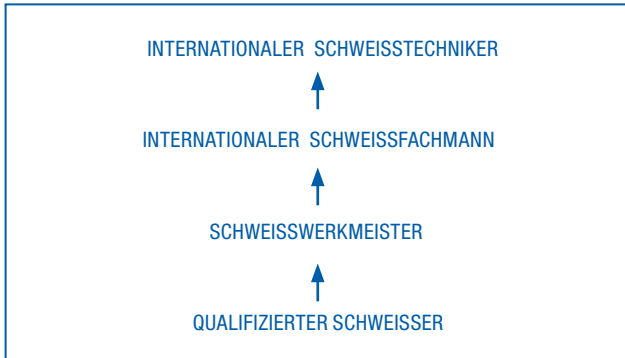 INTERNATIONALER SCHWEISSTECHNIKER
INTERNATIONALER SCHWEISSFACHMANN
SCHWEISSWERKMEISTER
QUALIFIZIERTER SCHWEISSER